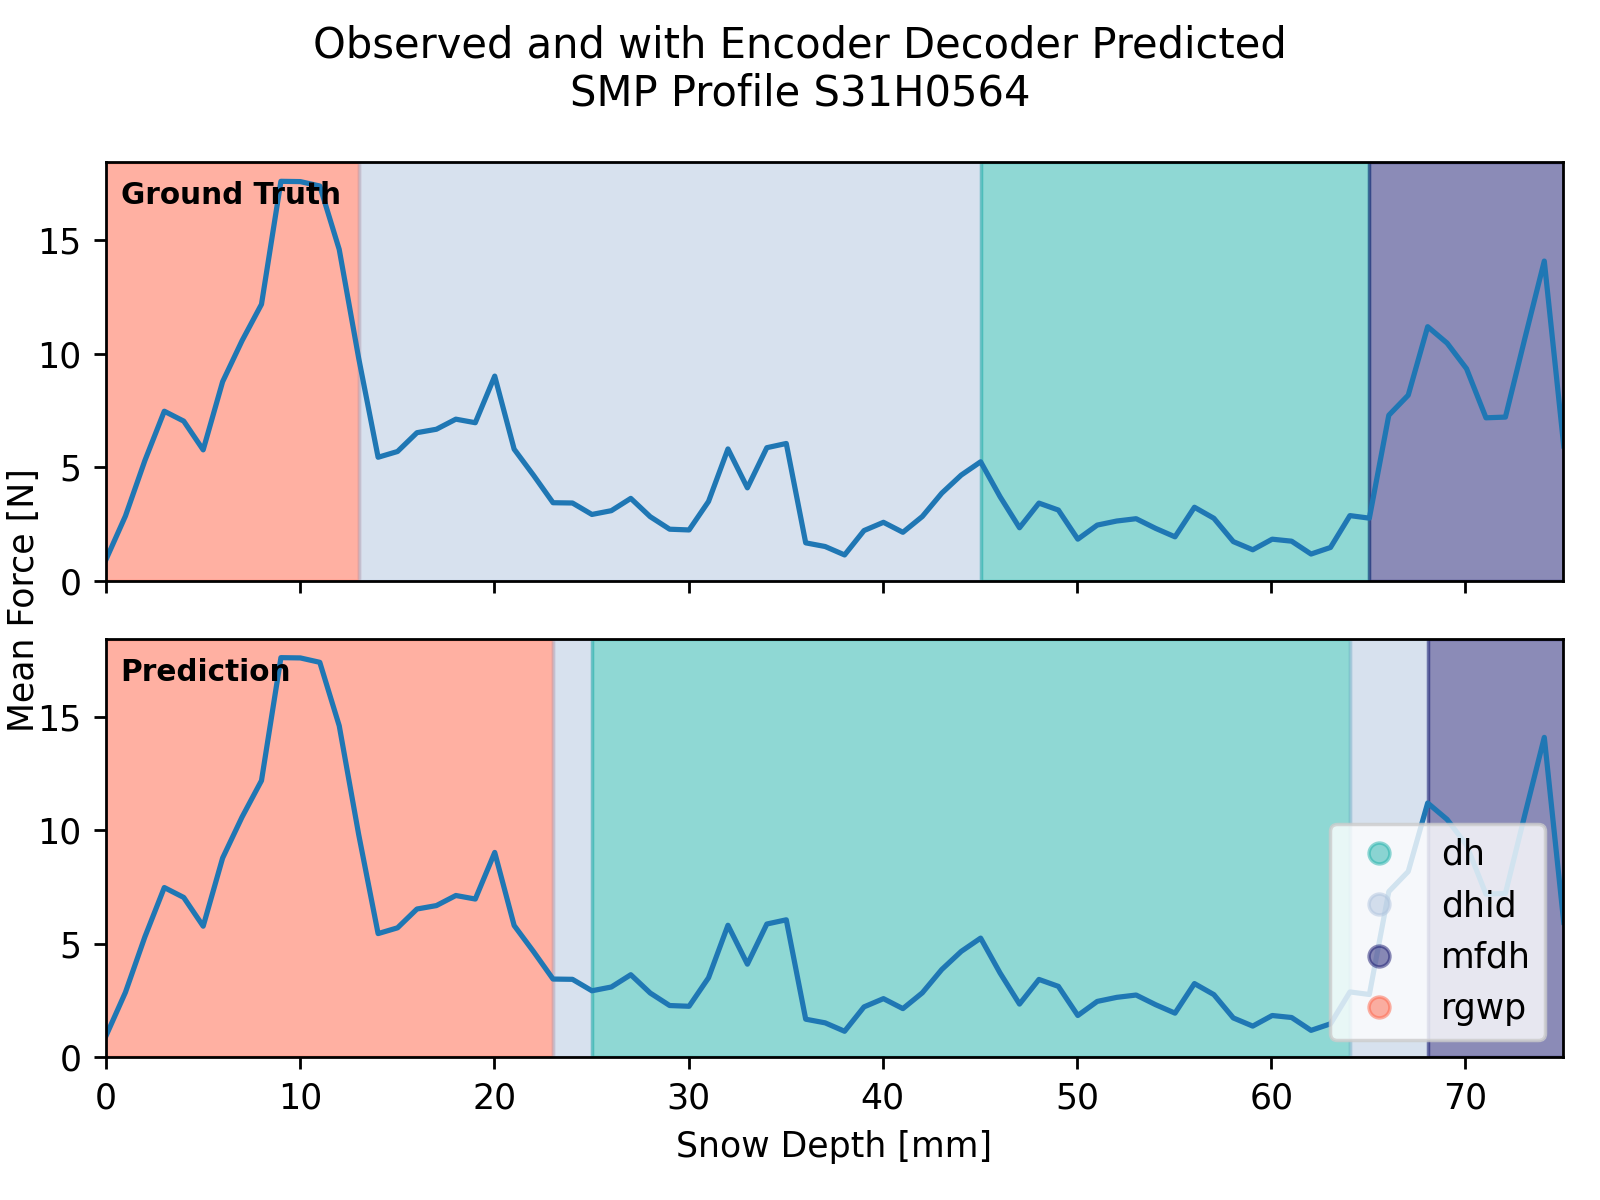 Observed and with Encoder Decoder Predicted
SMP Profile S31H0564
Ground Truth
15
10
5
0
Mean Force [N]
Prediction
15
10
5
0
dh
dhid
mfdh
rgwp
0 10 20 30 40 50 60 70
Snow Depth [mm]